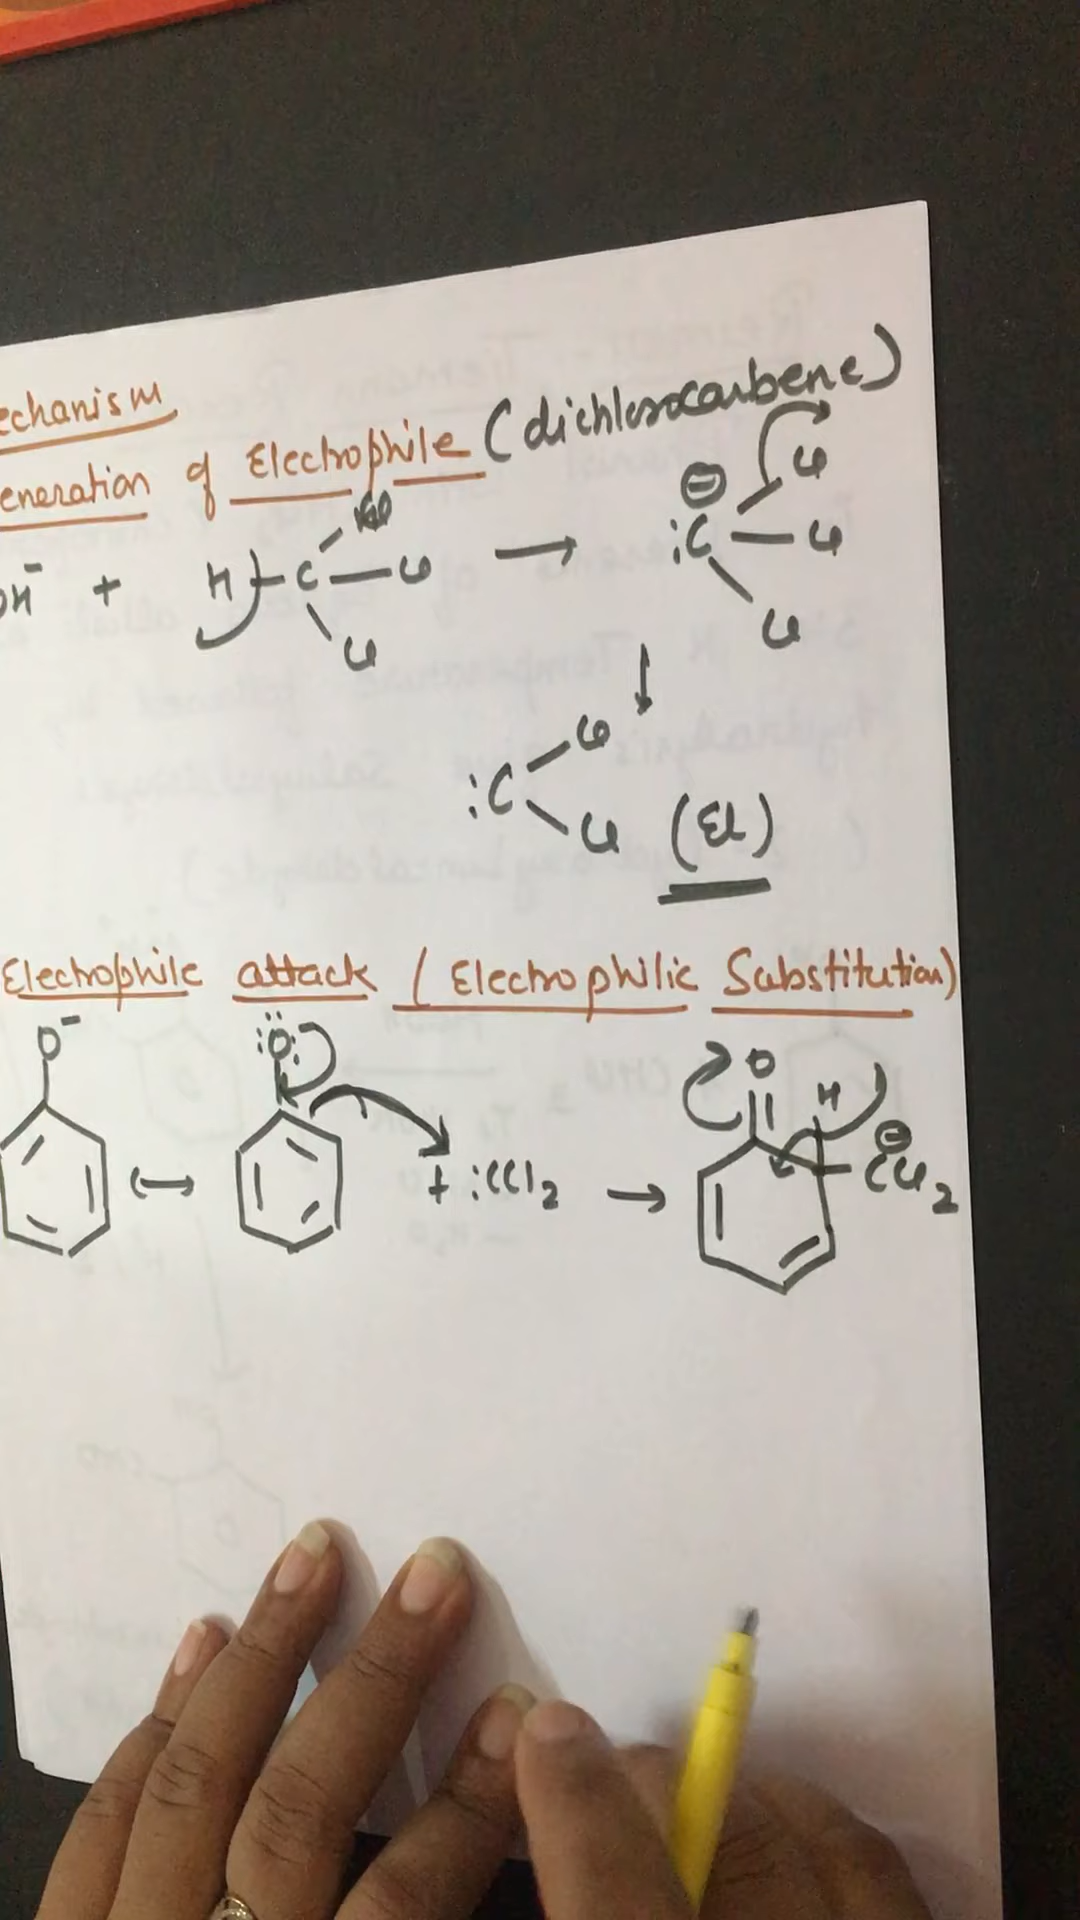 echanism
eneration of Electrophile (dichlorocarbene)
OH⁻ + H-C-Cl Cl Cl → ⊖ :C-Cl Cl Cl
↓
:C Cl Cl (El)
Electrophile attack (Electrophilic Substitution)
O⁻ ↔ :Ö:⁻ + :CCl₂ → O H ⊖ CCl₂